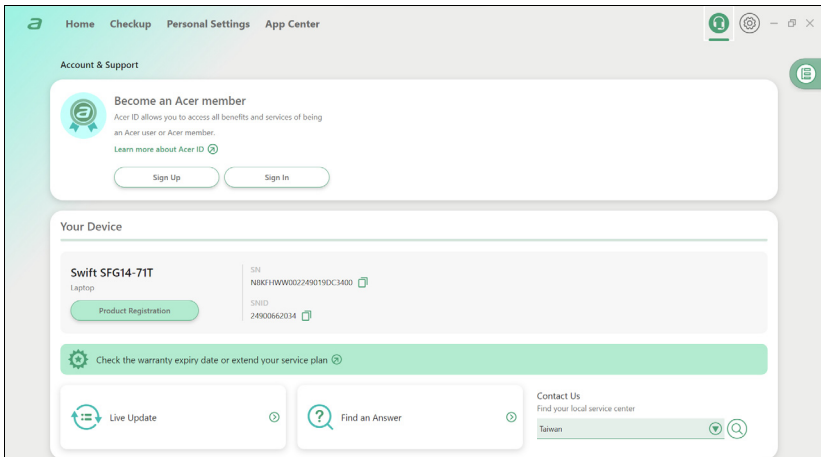 Home Checkup Personal Settings App Center
Account & Support
Become an Acer member
Acer ID allows you to access all benefits and services of being
an Acer user or Acer member.
Learn more about Acer ID
Sign Up Sign In
Your Device
Swift SFG14-71T
Laptop
Product Registration
SN
N8KFHWW002249019DC3400
SNID
24900662034
Check the warranty expiry date or extend your service plan
Live Update
Find an Answer
Contact Us
Find your local service center
Taiwan